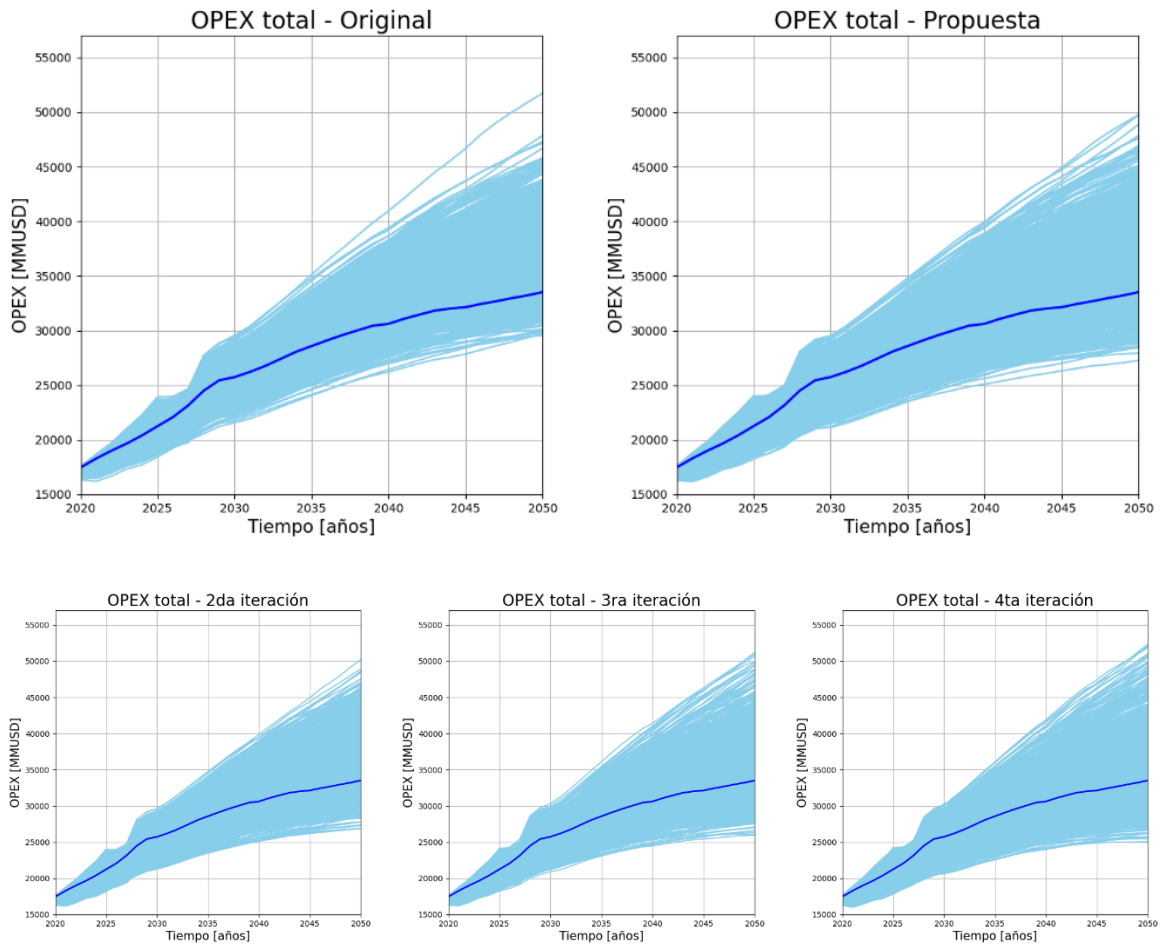 OPEX total - Original
OPEX [MMUSD]
55000
50000
45000
40000
35000
30000
25000
20000
15000
2020 2025 2030 2035 2040 2045 2050
Tiempo [años]
OPEX total - Propuesta
OPEX [MMUSD]
55000
50000
45000
40000
35000
30000
25000
20000
15000
2020 2025 2030 2035 2040 2045 2050
Tiempo [años]
OPEX total - 2da iteración
OPEX [MMUSD]
55000
50000
45000
40000
35000
30000
25000
20000
15000
2020 2025 2030 2035 2040 2045 2050
Tiempo [años]
OPEX total - 3ra iteración
OPEX [MMUSD]
55000
50000
45000
40000
35000
30000
25000
20000
15000
2020 2025 2030 2035 2040 2045 2050
Tiempo [años]
OPEX total - 4ta iteración
OPEX [MMUSD]
55000
50000
45000
40000
35000
30000
25000
20000
15000
2020 2025 2030 2035 2040 2045 2050
Tiempo [años]